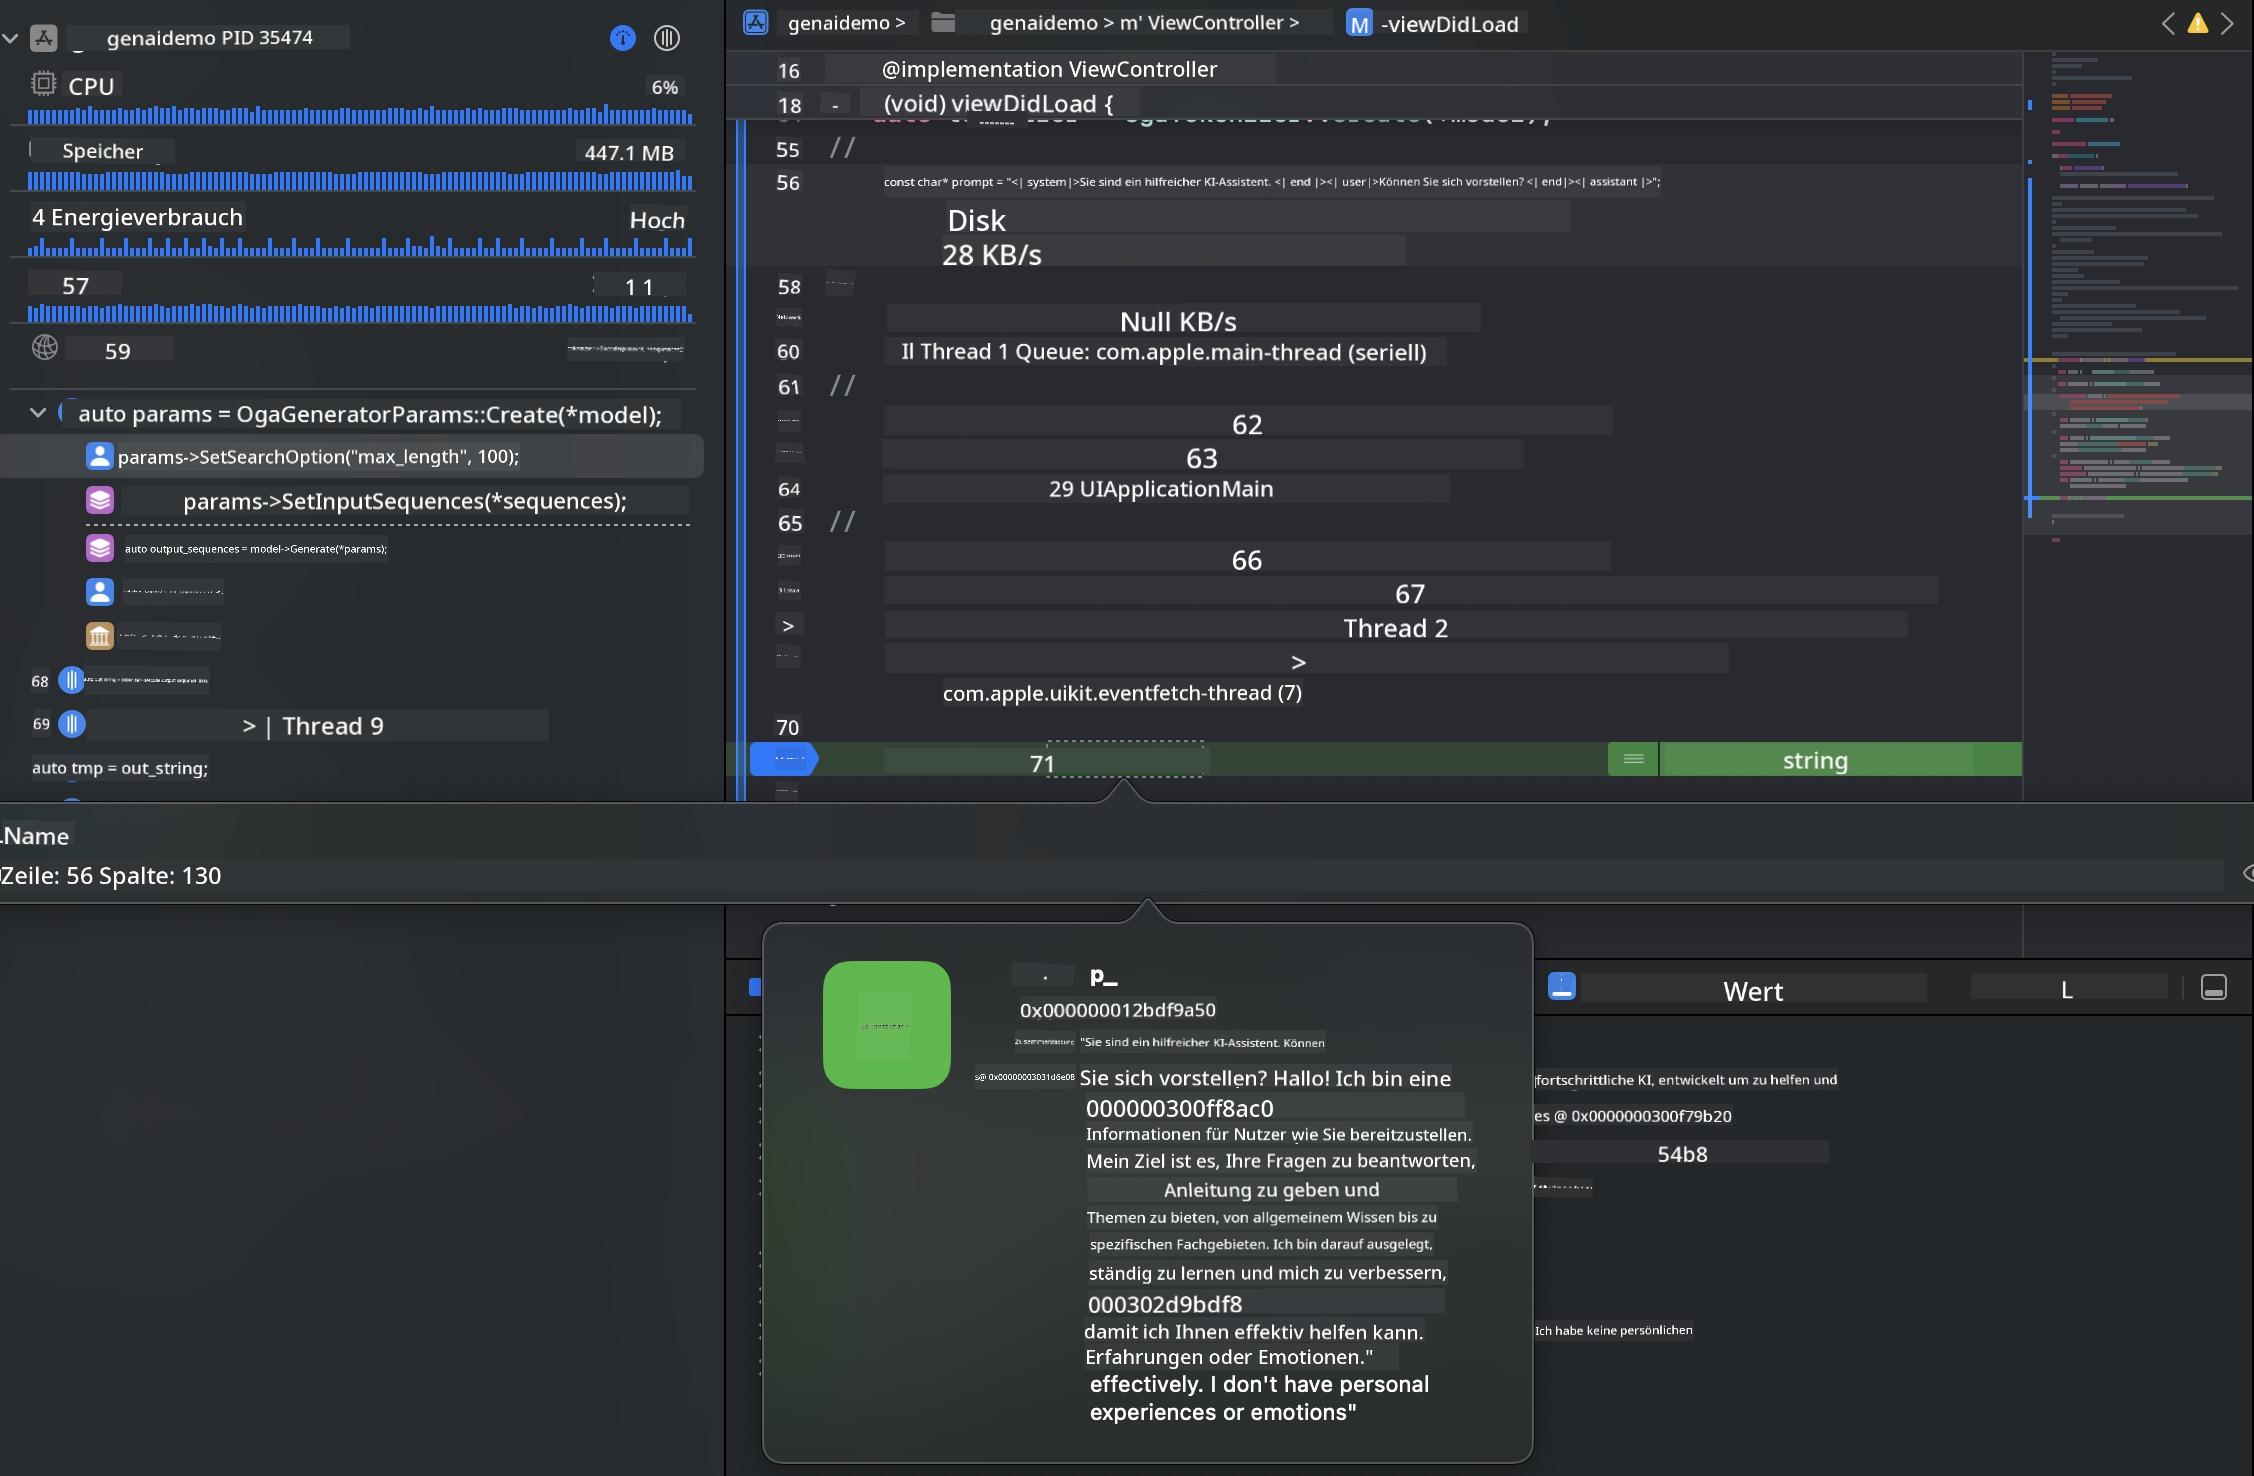 genaidemo PID 35474
CPU
6%
Speicher
447.1 MB
4 Energieverbrauch
Hoch
57
1 1
59
auto params = OgaGeneratorParams::Create(*model);
params->SetSearchOption("max_length", 100);
params->SetInputSequences(*sequences);
auto output_sequences = model->Generate(*params);
68
69
> | Thread 9
auto tmp = out_string;
genaidemo >
genaidemo > m' ViewController >
M -viewDidLoad
16 @implementation ViewController
18 - (void) viewDidLoad {
55 //
56 const char* prompt = "<| system|>Sie sind ein hilfreicher KI-Assistent. <| end |><| user|>Können Sie sich vorstellen? <| end|><| assistant |>";
Disk
28 KB/s
58
Null KB/s
60 Il Thread 1 Queue: com.apple.main-thread (seriell)
61 //
62
63
64 29 UIApplicationMain
65 //
66
67
> Thread 2
>
com.apple.uikit.eventfetch-thread (7)
70
71 string
Name
Zeile: 56 Spalte: 130
. p_
0x000000012bdf9a50
Zusammenfassung "Sie sind ein hilfreicher KI-Assistent. Können
Sie sich vorstellen? Hallo! Ich bin eine
000000300ff8ac0
Informationen für Nutzer wie Sie bereitzustellen.
Mein Ziel ist es, Ihre Fragen zu beantworten,
Anleitung zu geben und
Themen zu bieten, von allgemeinem Wissen bis zu
spezifischen Fachgebieten. Ich bin darauf ausgelegt,
ständig zu lernen und mich zu verbessern,
000302d9bdf8
damit ich Ihnen effektiv helfen kann.
Erfahrungen oder Emotionen."
effectively. I don't have personal
experiences or emotions"
Wert
L
fortschrittliche KI, entwickelt um zu helfen und
es @ 0x0000000300f79b20
54b8
Ich habe keine persönlichen